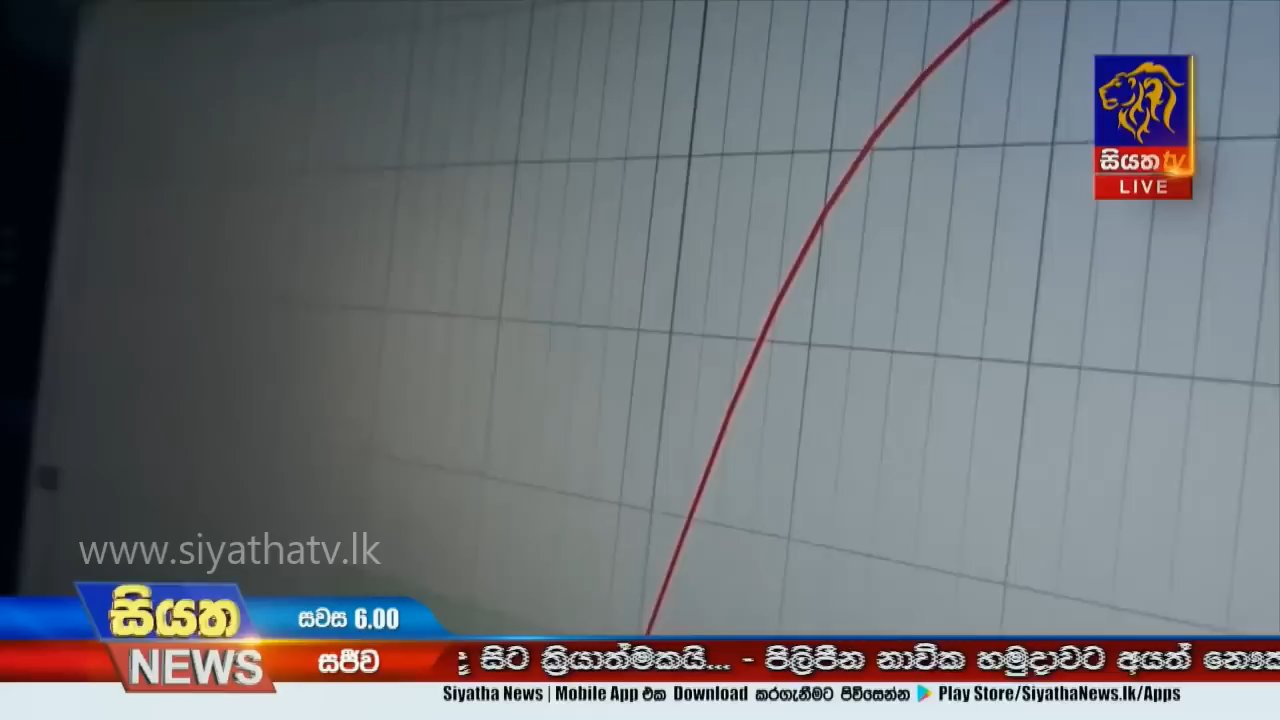 සියත tv
LIVE
www.siyathatv.lk
සියත
NEWS
සවස 6.00
සජීව
සිට ක්‍රියාත්මකයි... - පිලිපීන නාවික හමුදාවට අයත්
Siyatha News | Mobile App එක Download කරගැනීමට පිවිසෙන්න Play Store/SiyathaNews.lk/Apps